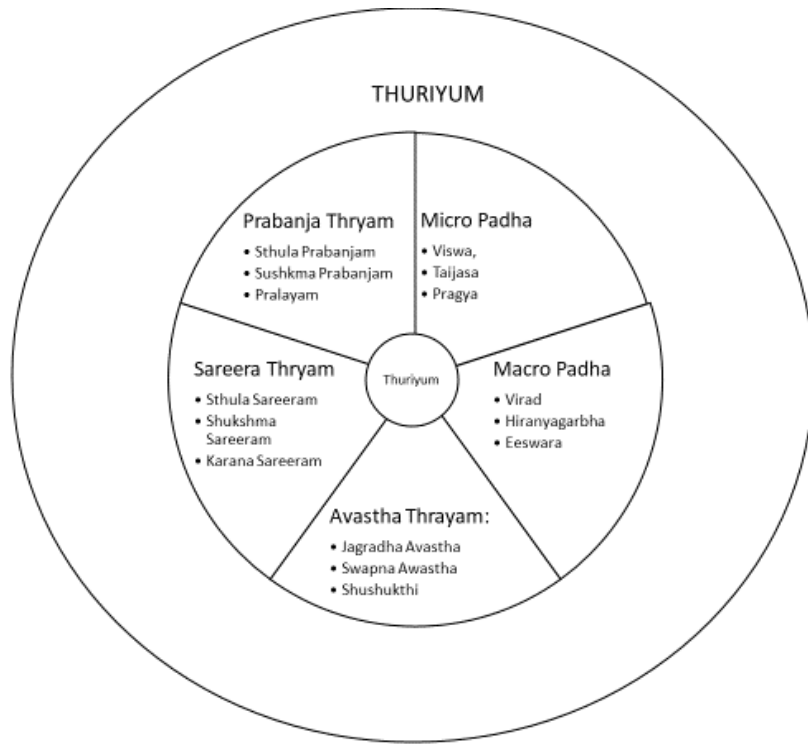 THURIYUM
Prabanja Thryam
• Sthula Prabanjam
• Sushkma Prabanjam
• Pralayam
Micro Padha
• Viswa,
• Taijasa
• Pragya
Sareera Thryam
• Sthula Sareeram
• Shukshma
Sareeram
• Karana Sareeram
Thuriyum
Macro Padha
• Virad
• Hiranyagarbha
• Eeswara
Avastha Thrayam:
• Jagradha Avastha
• Swapna Awastha
• Shushukthi